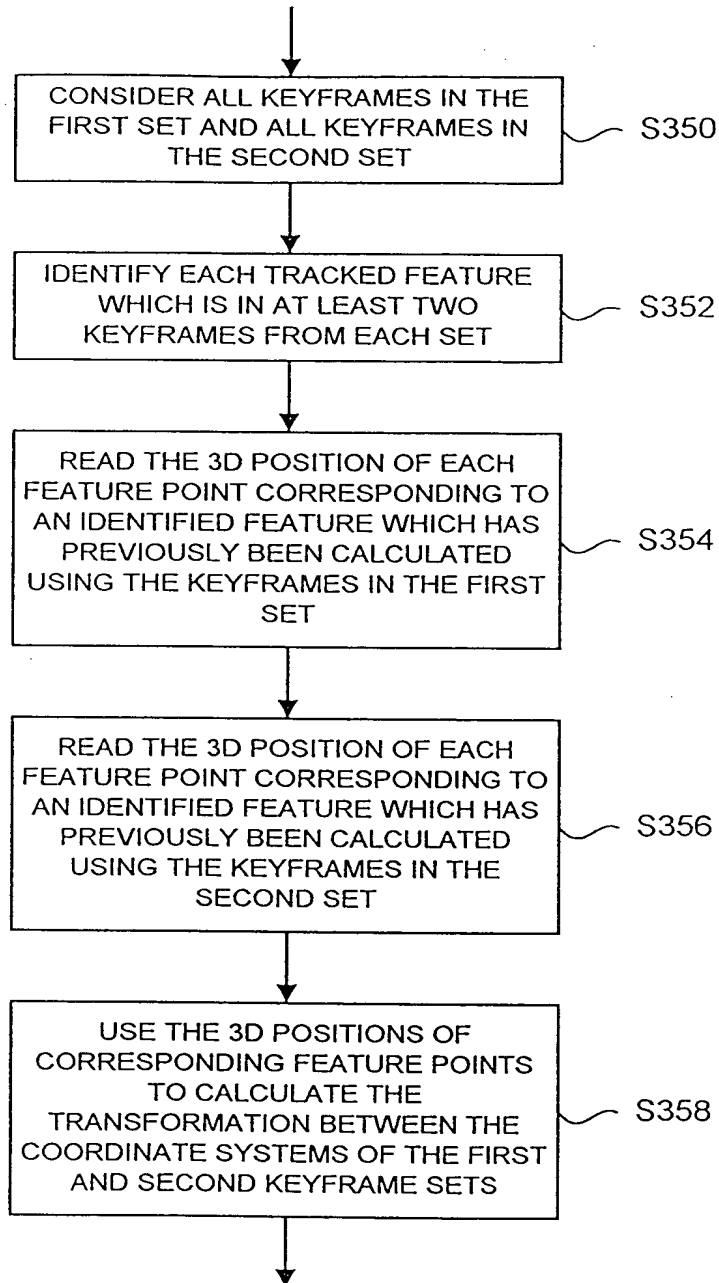 CONSIDER ALL KEYFRAMES IN THE
FIRST SET AND ALL KEYFRAMES IN
THE SECOND SET
S350
IDENTIFY EACH TRACKED FEATURE
WHICH IS IN AT LEAST TWO
KEYFRAMES FROM EACH SET
S352
READ THE 3D POSITION OF EACH
FEATURE POINT CORRESPONDING TO
AN IDENTIFIED FEATURE WHICH HAS
PREVIOUSLY BEEN CALCULATED
USING THE KEYFRAMES IN THE FIRST
SET
S354
READ THE 3D POSITION OF EACH
FEATURE POINT CORRESPONDING TO
AN IDENTIFIED FEATURE WHICH HAS
PREVIOUSLY BEEN CALCULATED
USING THE KEYFRAMES IN THE
SECOND SET
S356
USE THE 3D POSITIONS OF
CORRESPONDING FEATURE POINTS
TO CALCULATE THE
TRANSFORMATION BETWEEN THE
COORDINATE SYSTEMS OF THE FIRST
AND SECOND KEYFRAME SETS
S358